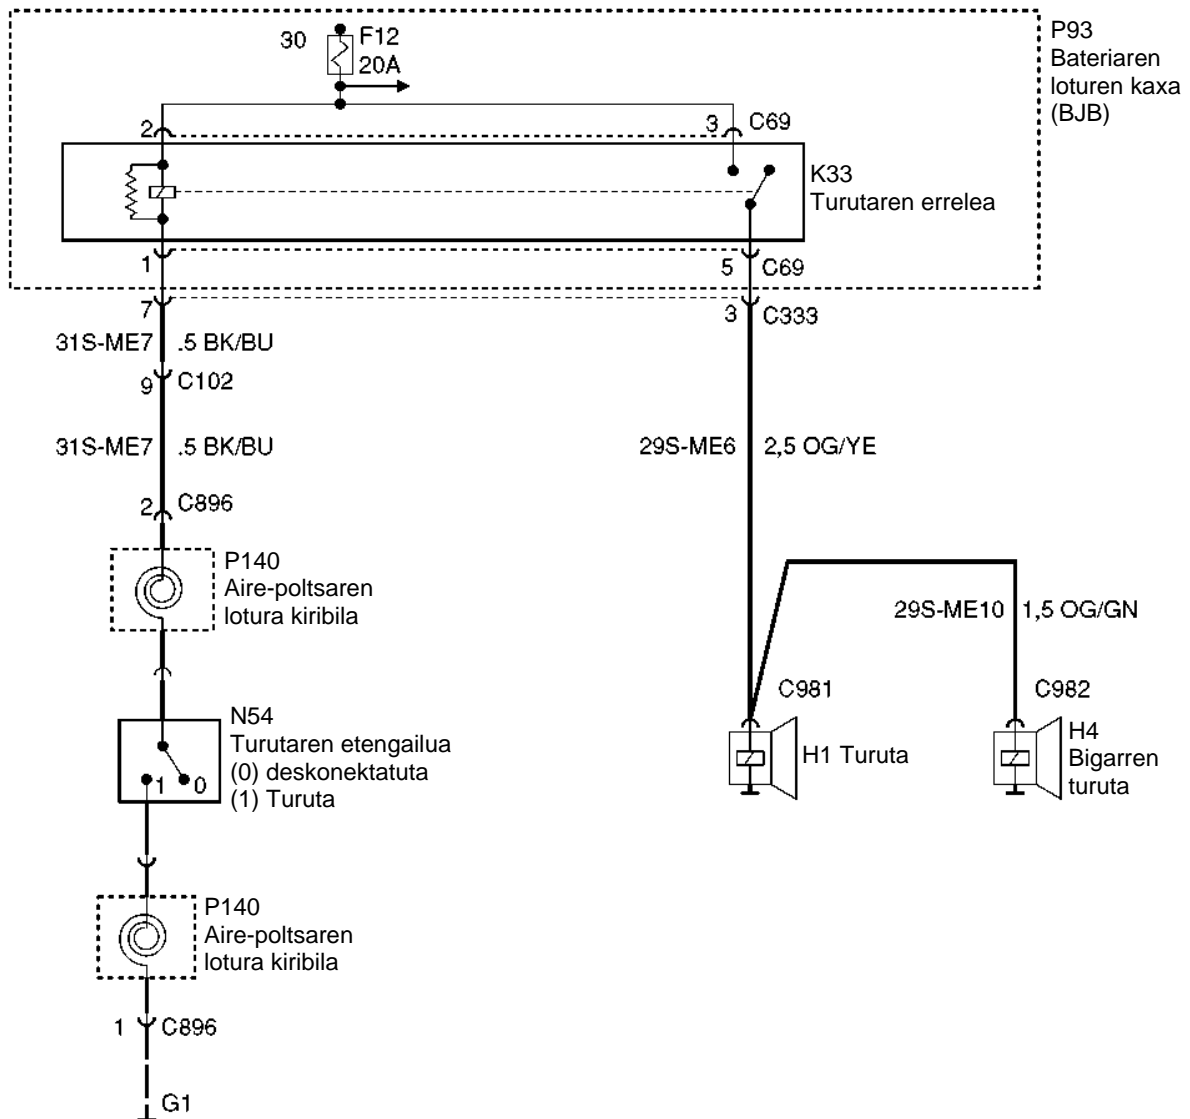 30
F12
20A
P93
Bateriaren
loturen kaxa
(BJB)
2
3
C69
K33
Turutaren errelea
1
5
C69
7
3
C333
31S-ME7
.5 BK/BU
9
C102
31S-ME7
.5 BK/BU
29S-ME6
2,5 OG/YE
2
C896
P140
Aire-poltsaren
lotura kiribila
29S-ME10
1,5 OG/GN
C981
C982
N54
Turutaren etengailua
(0) deskonektatuta
(1) Turuta
1
0
H1 Turuta
H4
Bigarren
turuta
P140
Aire-poltsaren
lotura kiribila
1
C896
G1